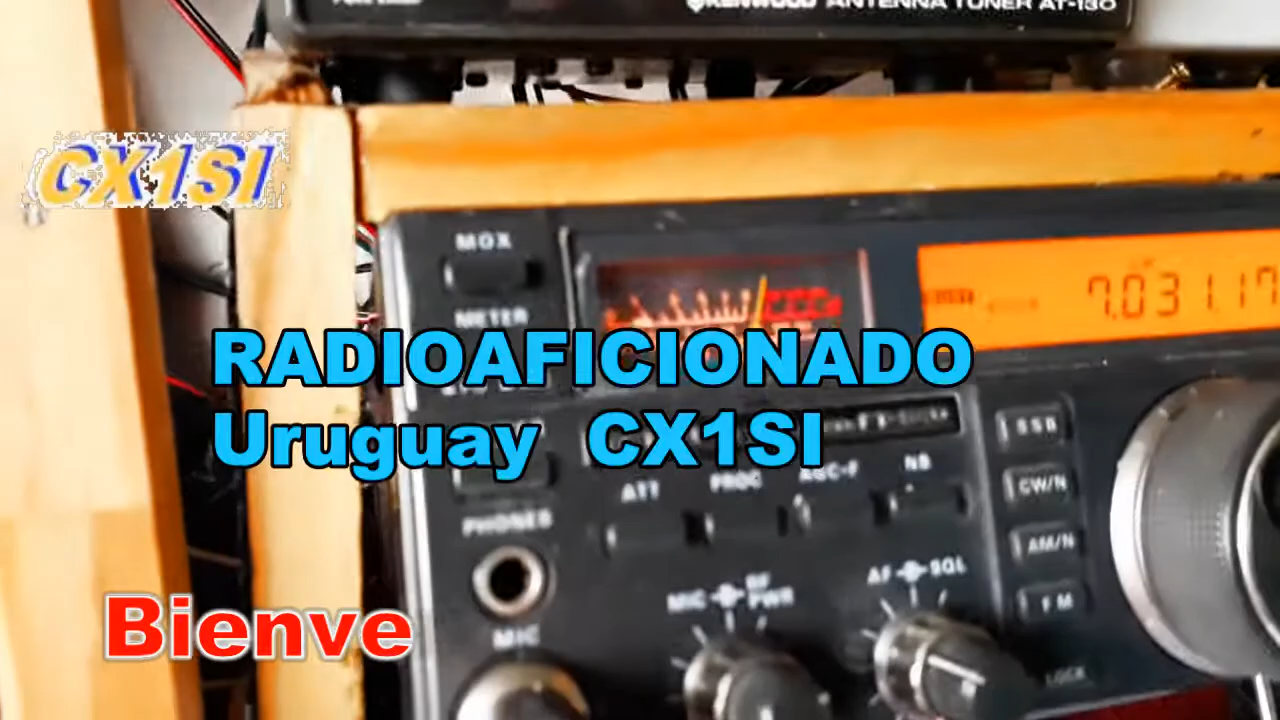 KENWOOD ANTENNA TUNER AT-130
CX1SI
MOX
METER
7.031.17
RADIOAFICIONADO
Uruguay CX1SI
SSB
ATT PROC AGC-F NB
CW/N
PHONES
AM/N
MIC RF PWR AF SQL
FM
Bienve
MIC
LOCK